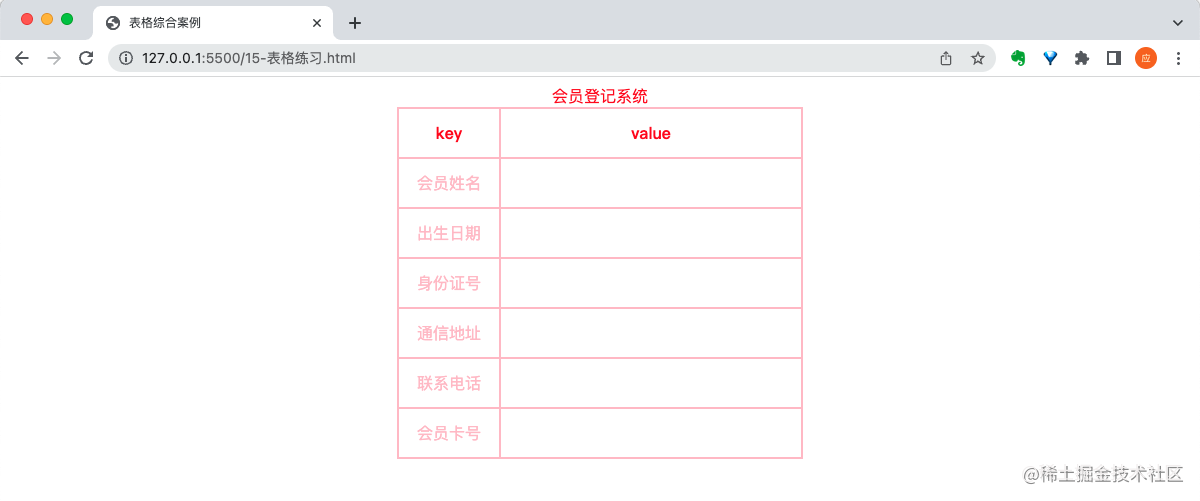 表格综合案例
127.0.0.1:5500/15-表格练习.html
应
会员登记系统
key value
会员姓名
出生日期
身份证号
通信地址
联系电话
会员卡号
@稀土掘金技术社区